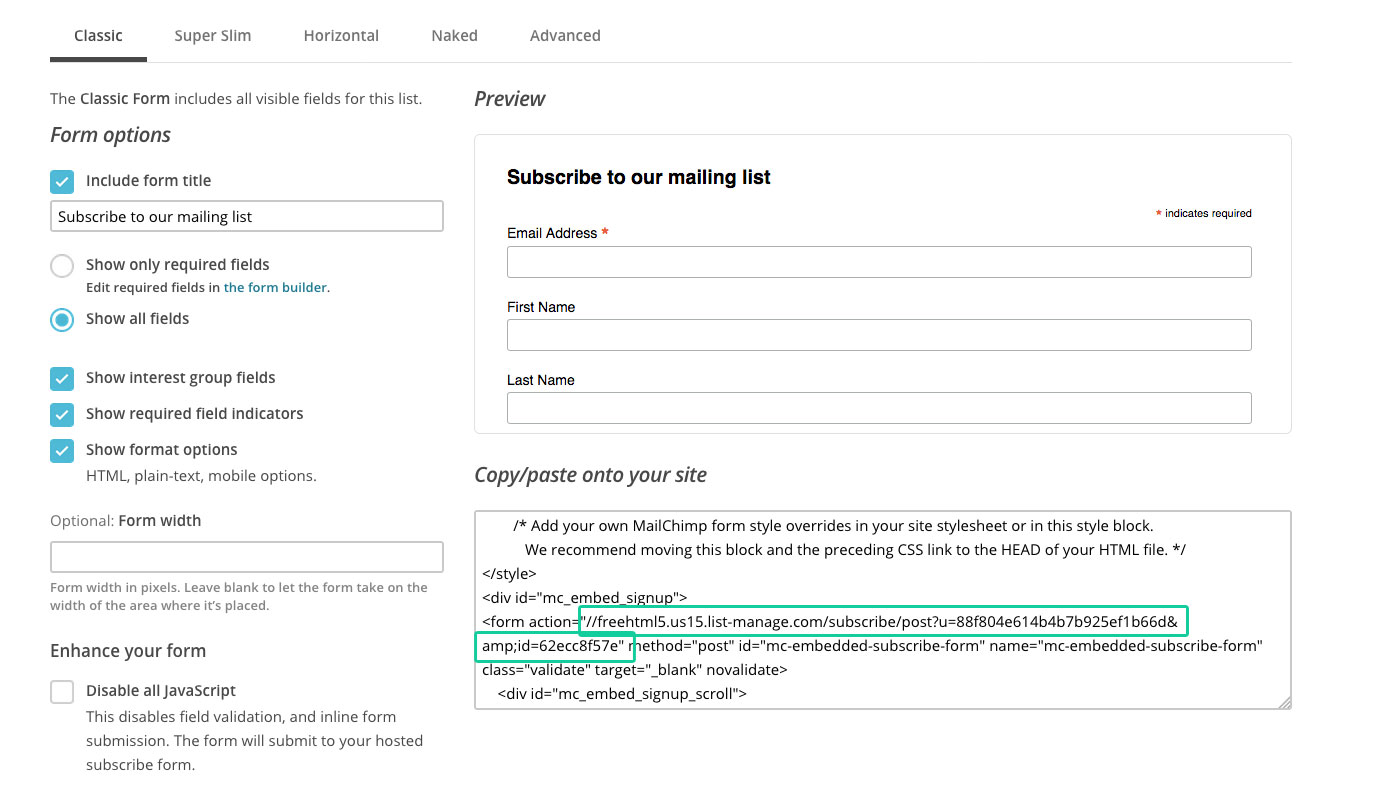 Classic Super Slim Horizontal Naked Advanced
The Classic Form includes all visible fields for this list.
Form options
Include form title
Subscribe to our mailing list
Show only required fields
Edit required fields in the form builder.
Show all fields
Show interest group fields
Show required field indicators
Show format options
HTML, plain-text, mobile options.
Optional: Form width
Form width in pixels. Leave blank to let the form take on the
width of the area where it's placed.
Enhance your form
Disable all JavaScript
This disables field validation, and inline form
submission. The form will submit to your hosted
subscribe form.
Preview
Subscribe to our mailing list
* indicates required
Email Address *
First Name
Last Name
Copy/paste onto your site
/* Add your own MailChimp form style overrides in your site stylesheet or in this style block.
We recommend moving this block and the preceding CSS link to the HEAD of your HTML file. */
</style>
<div id="mc_embed_signup">
<form action="//freehtml5.us15.list-manage.com/subscribe/post?u=88f804e614b4b7b925ef1b66d&
amp;id=62ecc8f57e" method="post" id="mc-embedded-subscribe-form" name="mc-embedded-subscribe-form"
class="validate" target="_blank" novalidate>
<div id="mc_embed_signup_scroll">